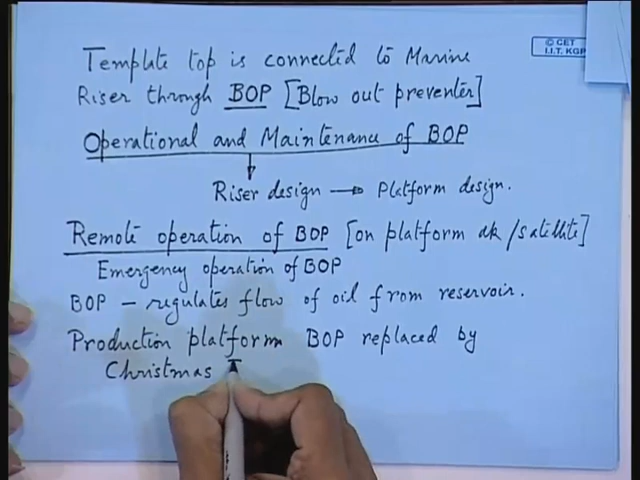 © CET
I.I.T. KGP
Template top is connected to Marine
Riser through BOP [Blow out preventer]
Operational and Maintenance of BOP
Riser design → Platform design.
Remote operation of BOP [on platform dk/satellite]
Emergency operation of BOP
BOP – regulates flow of oil from reservoir.
Production platform BOP replaced by
Christmas T